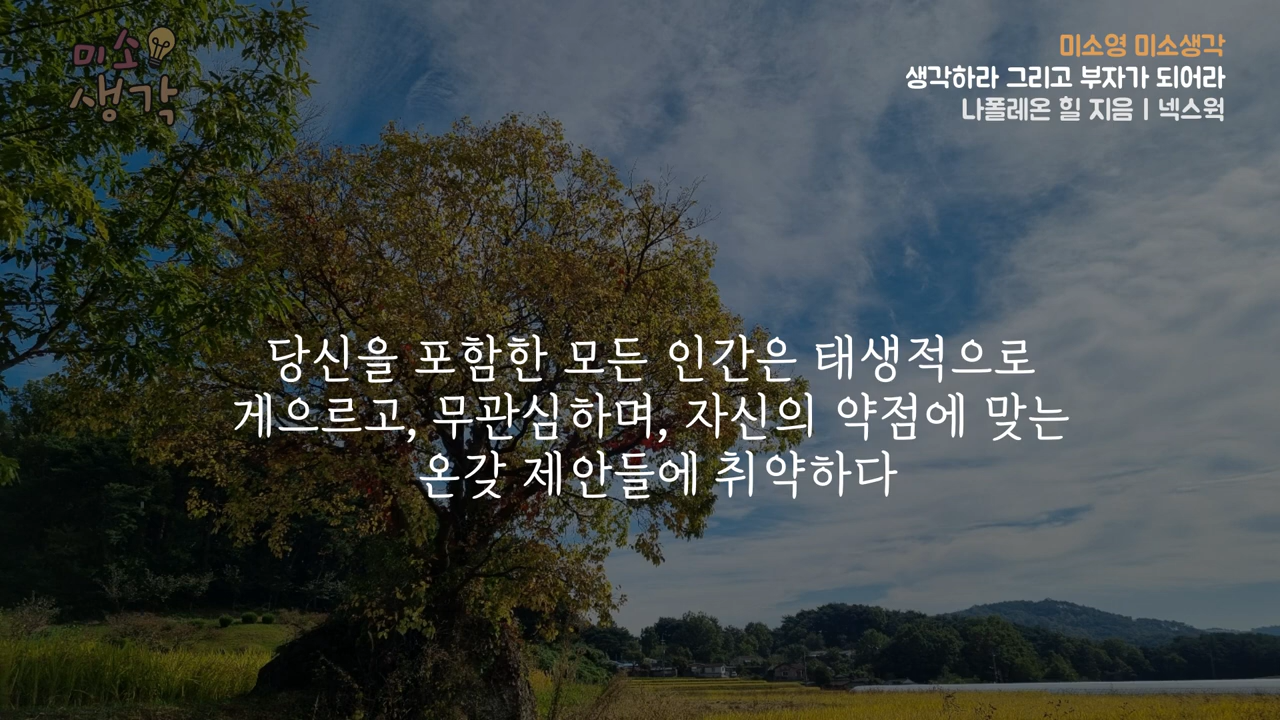 미소
생각
미소영 미소생각
생각하라 그리고 부자가 되어라
나폴레온 힐 지음 | 넥스웍
당신을 포함한 모든 인간은 태생적으로
게으르고, 무관심하며, 자신의 약점에 맞는
온갖 제안들에 취약하다